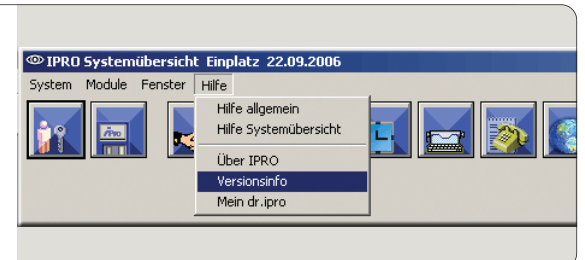 IPRO Systemübersicht Einplatz 22.09.2006
System Module Fenster Hilfe
Hilfe allgemein
Hilfe Systemübersicht
Über IPRO
Versionsinfo
Mein dr.ipro